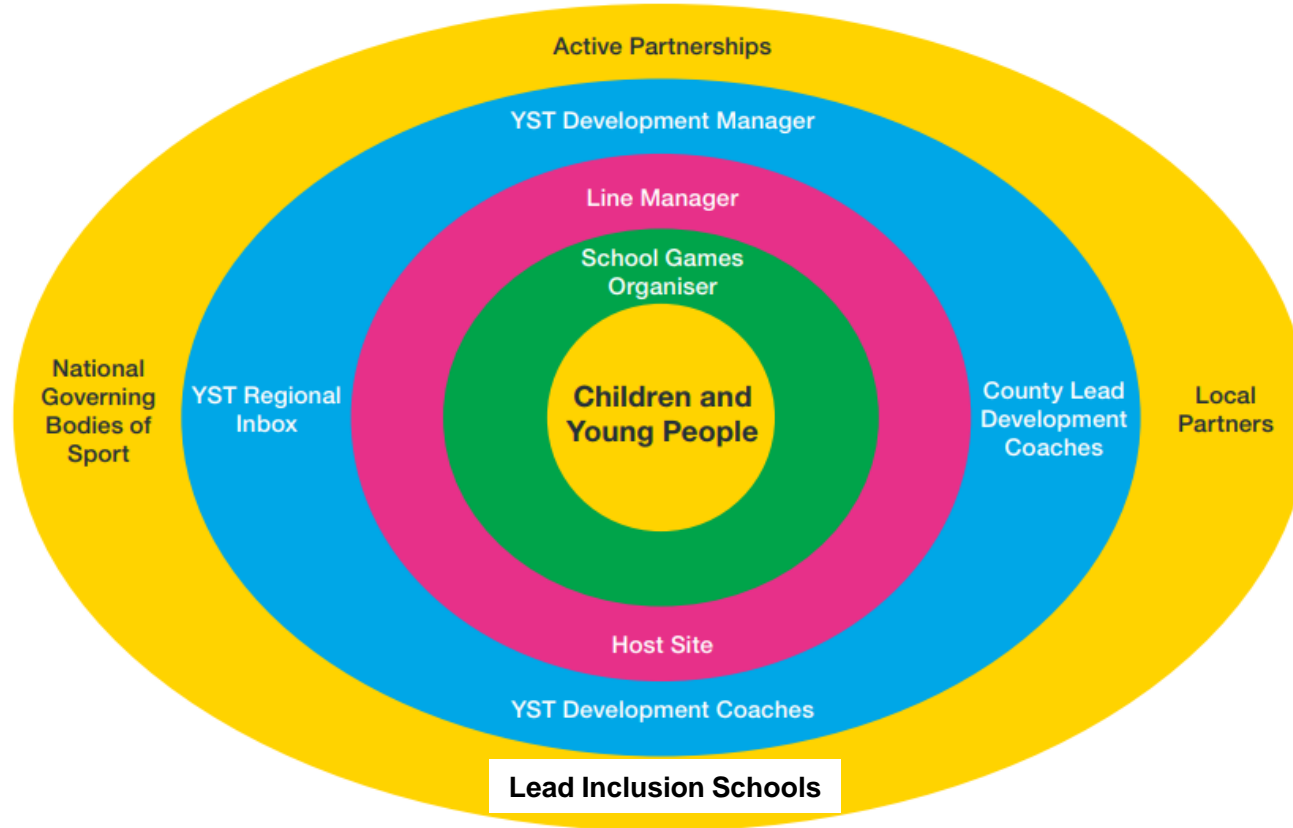 Active Partnerships
YST Development Manager
Line Manager
School Games
Organiser
Children and
Young People
National
Governing
Bodies of
Sport
YST Regional
Inbox
County Lead
Development
Coaches
Local
Partners
Host Site
YST Development Coaches
Lead Inclusion Schools